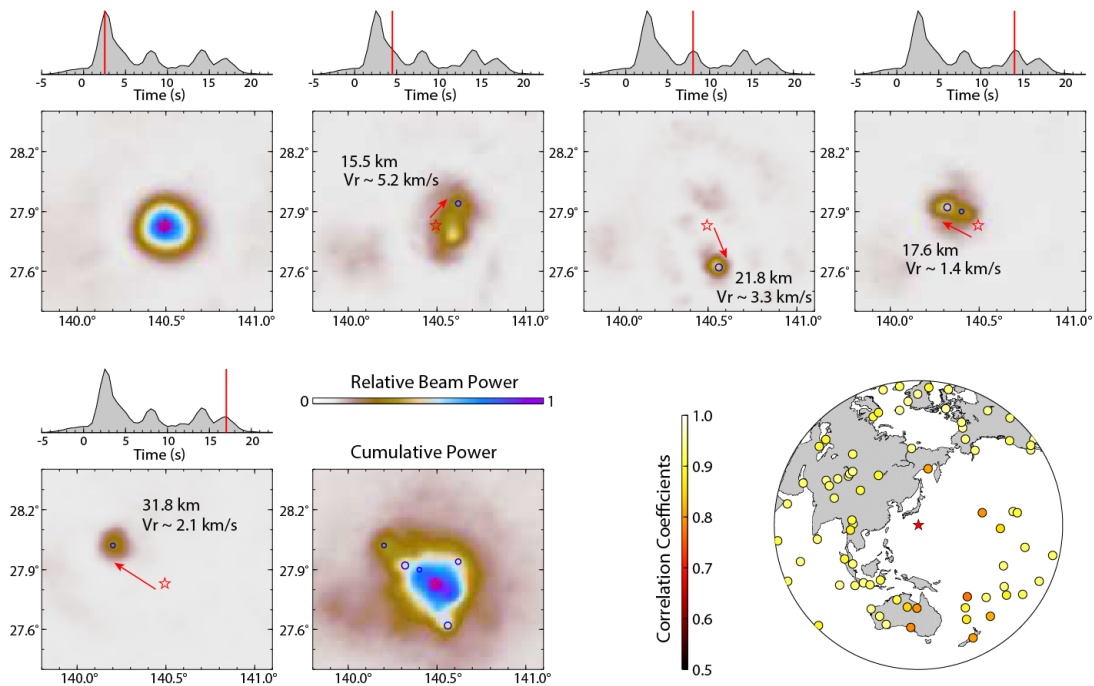 -5 0 5 10 15 20
Time (s)
-5 0 5 10 15 20
Time (s)
-5 0 5 10 15 20
Time (s)
-5 0 5 10 15 20
Time (s)
28.2°
27.9°
27.6°
140.0° 140.5° 141.0°
28.2°
27.9°
27.6°
15.5 km
Vr ~ 5.2 km/s
140.0° 140.5° 141.0°
28.2°
27.9°
27.6°
21.8 km
Vr ~ 3.3 km/s
140.0° 140.5° 141.0°
28.2°
27.9°
27.6°
17.6 km
Vr ~ 1.4 km/s
140.0° 140.5° 141.0°
-5 0 5 10 15 20
Time (s)
Relative Beam Power
0 1
Cumulative Power
28.2°
27.9°
27.6°
31.8 km
Vr ~ 2.1 km/s
140.0° 140.5° 141.0°
28.2°
27.9°
27.6°
140.0° 140.5° 141.0°
Correlation Coefficients
1.0
0.9
0.8
0.7
0.6
0.5